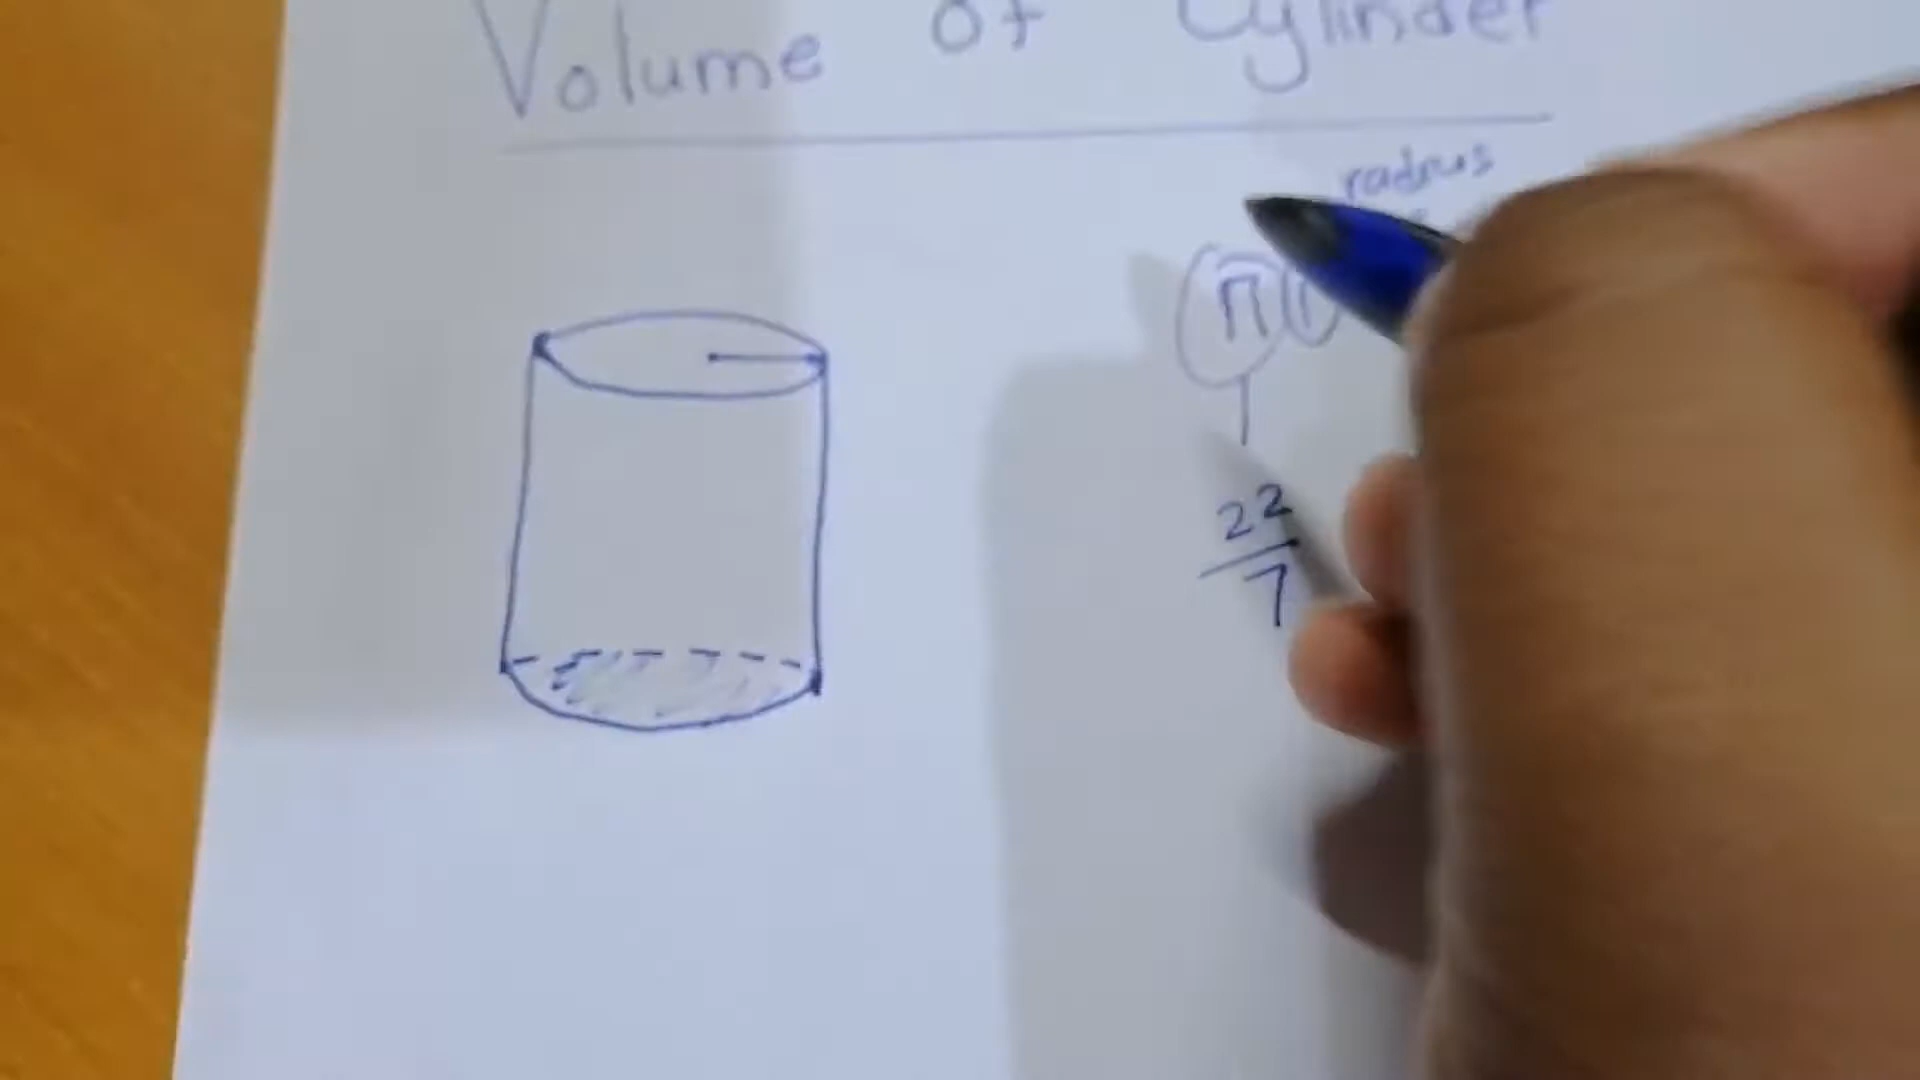 Volume of Cylinder
radius
π r
22
7